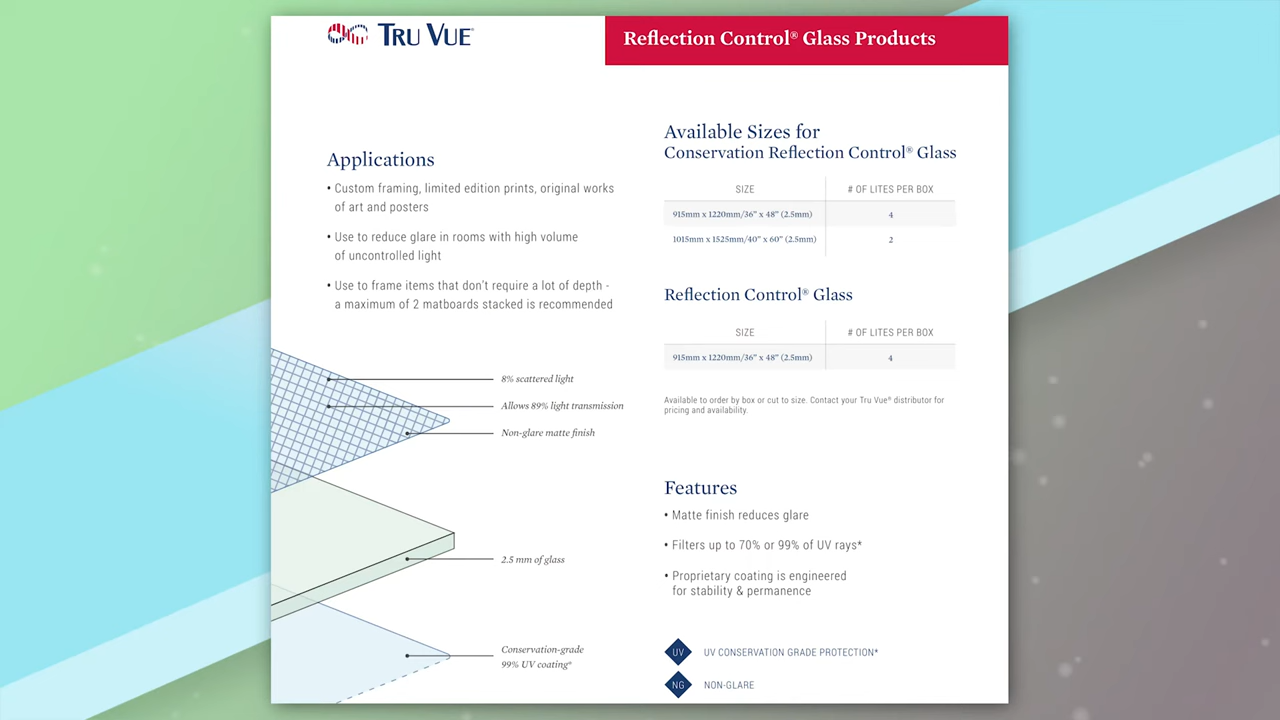 TRU VUE®
Reflection Control® Glass Products
Applications
• Custom framing, limited edition prints, original works
of art and posters
• Use to reduce glare in rooms with high volume
of uncontrolled light
• Use to frame items that don't require a lot of depth -
a maximum of 2 matboards stacked is recommended
8% scattered light
Allows 89% light transmission
Non-glare matte finish
2.5 mm of glass
Conservation-grade
99% UV coating*
Available Sizes for
Conservation Reflection Control® Glass
SIZE # OF LITES PER BOX
915mm x 1220mm/36" x 48" (2.5mm) 4
1015mm x 1525mm/40" x 60" (2.5mm) 2
Reflection Control® Glass
SIZE # OF LITES PER BOX
915mm x 1220mm/36" x 48" (2.5mm) 4
Available to order by box or cut to size. Contact your Tru Vue® distributor for
pricing and availability.
Features
• Matte finish reduces glare
• Filters up to 70% or 99% of UV rays*
• Proprietary coating is engineered
for stability & permanence
UV UV CONSERVATION GRADE PROTECTION*
NG NON-GLARE